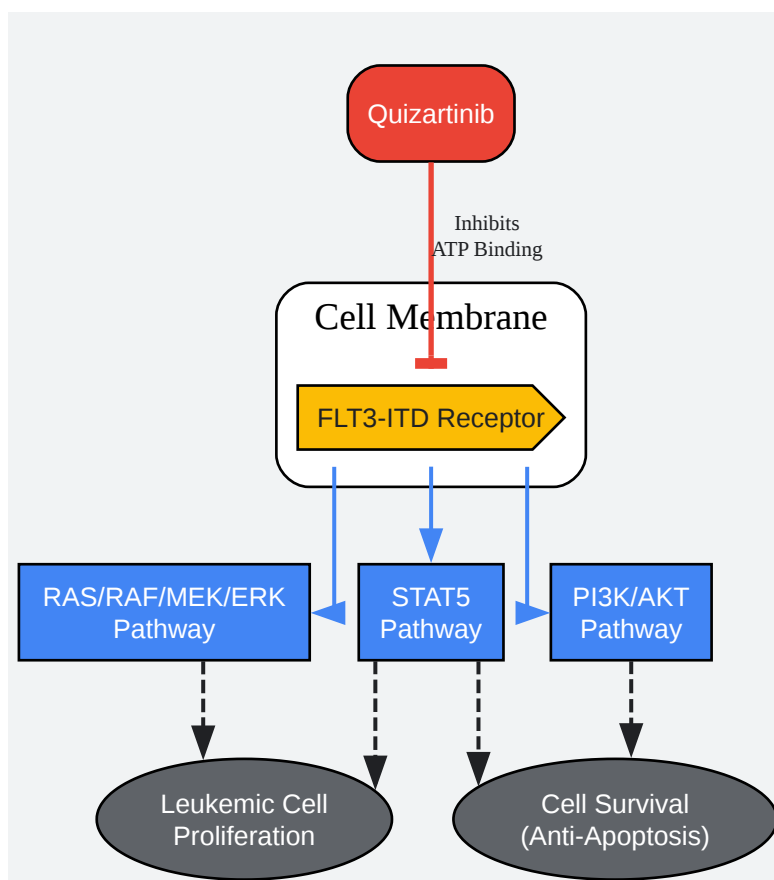 Quizartinib
Inhibits
ATP Binding
Cell Membrane
FLT3-ITD Receptor
RAS/RAF/MEK/ERK
Pathway
STAT5
Pathway
PI3K/AKT
Pathway
Leukemic Cell
Proliferation
Cell Survival
(Anti-Apoptosis)